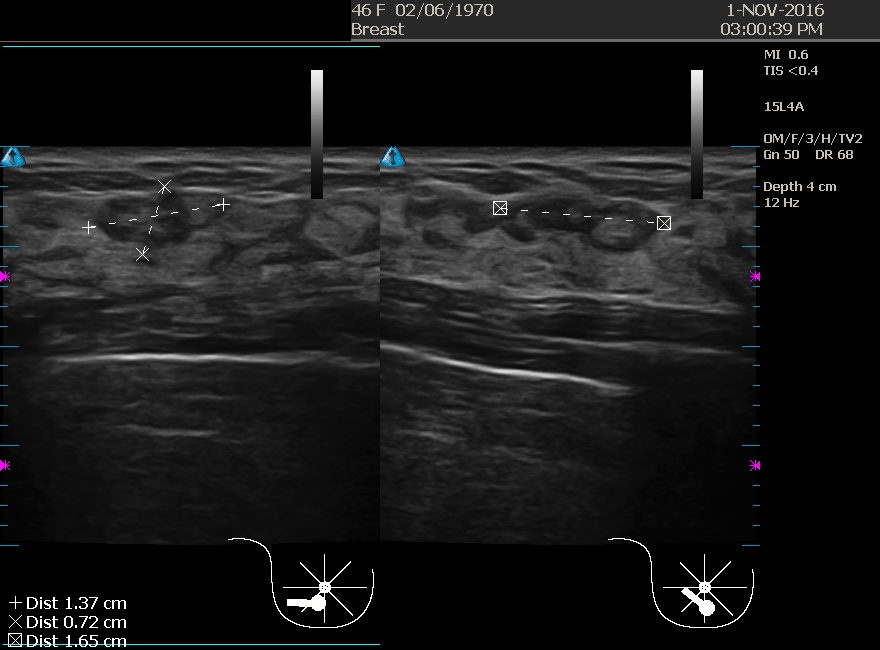 46 F 02/06/1970
1-NOV-2016
Breast
03:00:39 PM
MI 0.6
TIS <0.4
15L4A
OM/F/3/H/TV2
Gn 50 DR 68
Depth 4 cm
12 Hz
Dist 1.37 cm
Dist 0.72 cm
Dist 1.65 cm